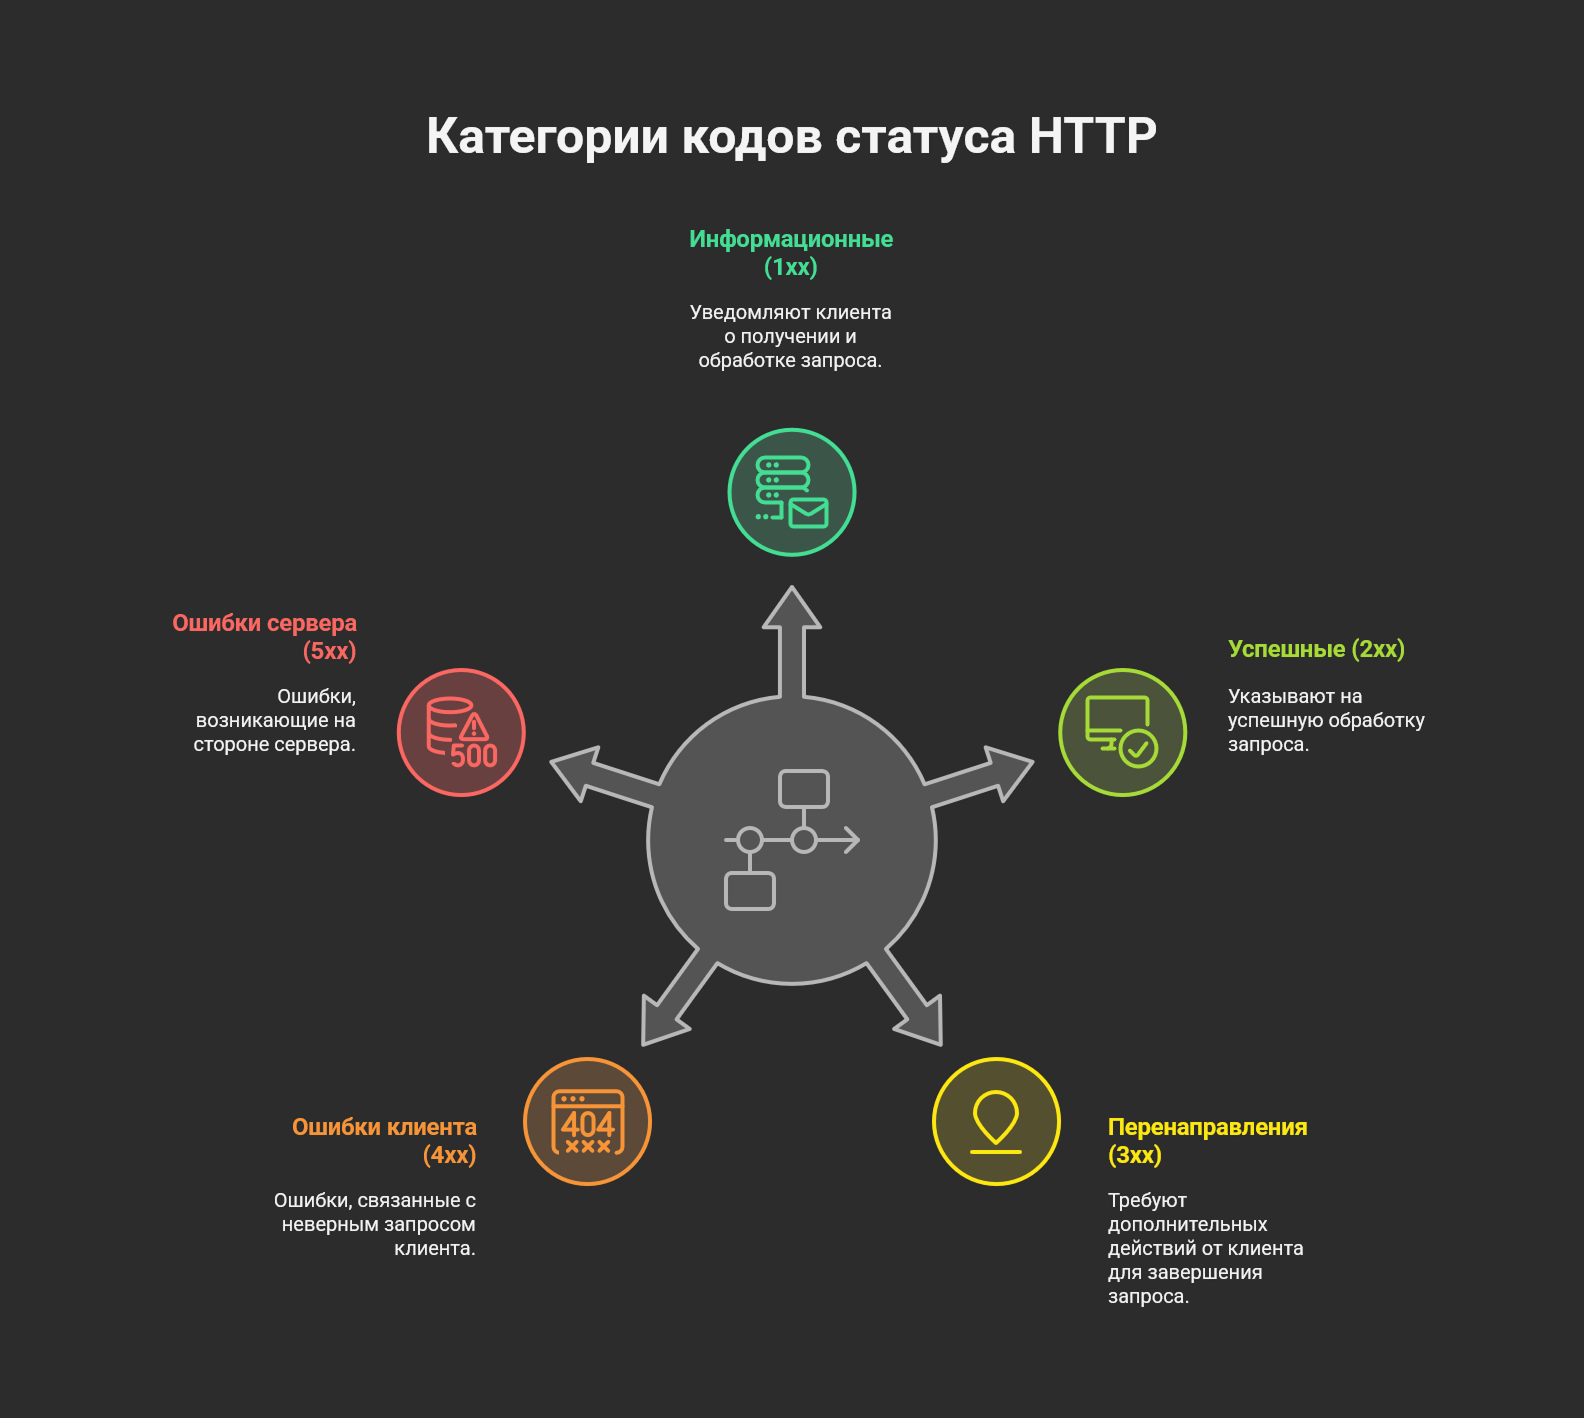 Категории кодов статуса HTTP
Информационные
(1xx)
Уведомляют клиента
о получении и
обработке запроса.
Ошибки сервера
(5xx)
Ошибки,
возникающие на
стороне сервера.
500
Успешные (2xx)
Указывают на
успешную обработку
запроса.
Ошибки клиента
(4xx)
Ошибки, связанные с
неверным запросом
клиента.
404
Перенаправления
(3xx)
Требуют
дополнительных
действий от клиента
для завершения
запроса.